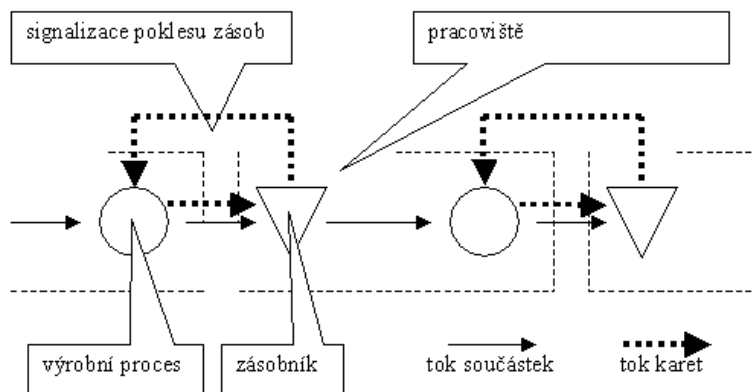 signalizace poklesu zásob
pracoviště
výrobní proces
zásobník
tok součástek
tok karet